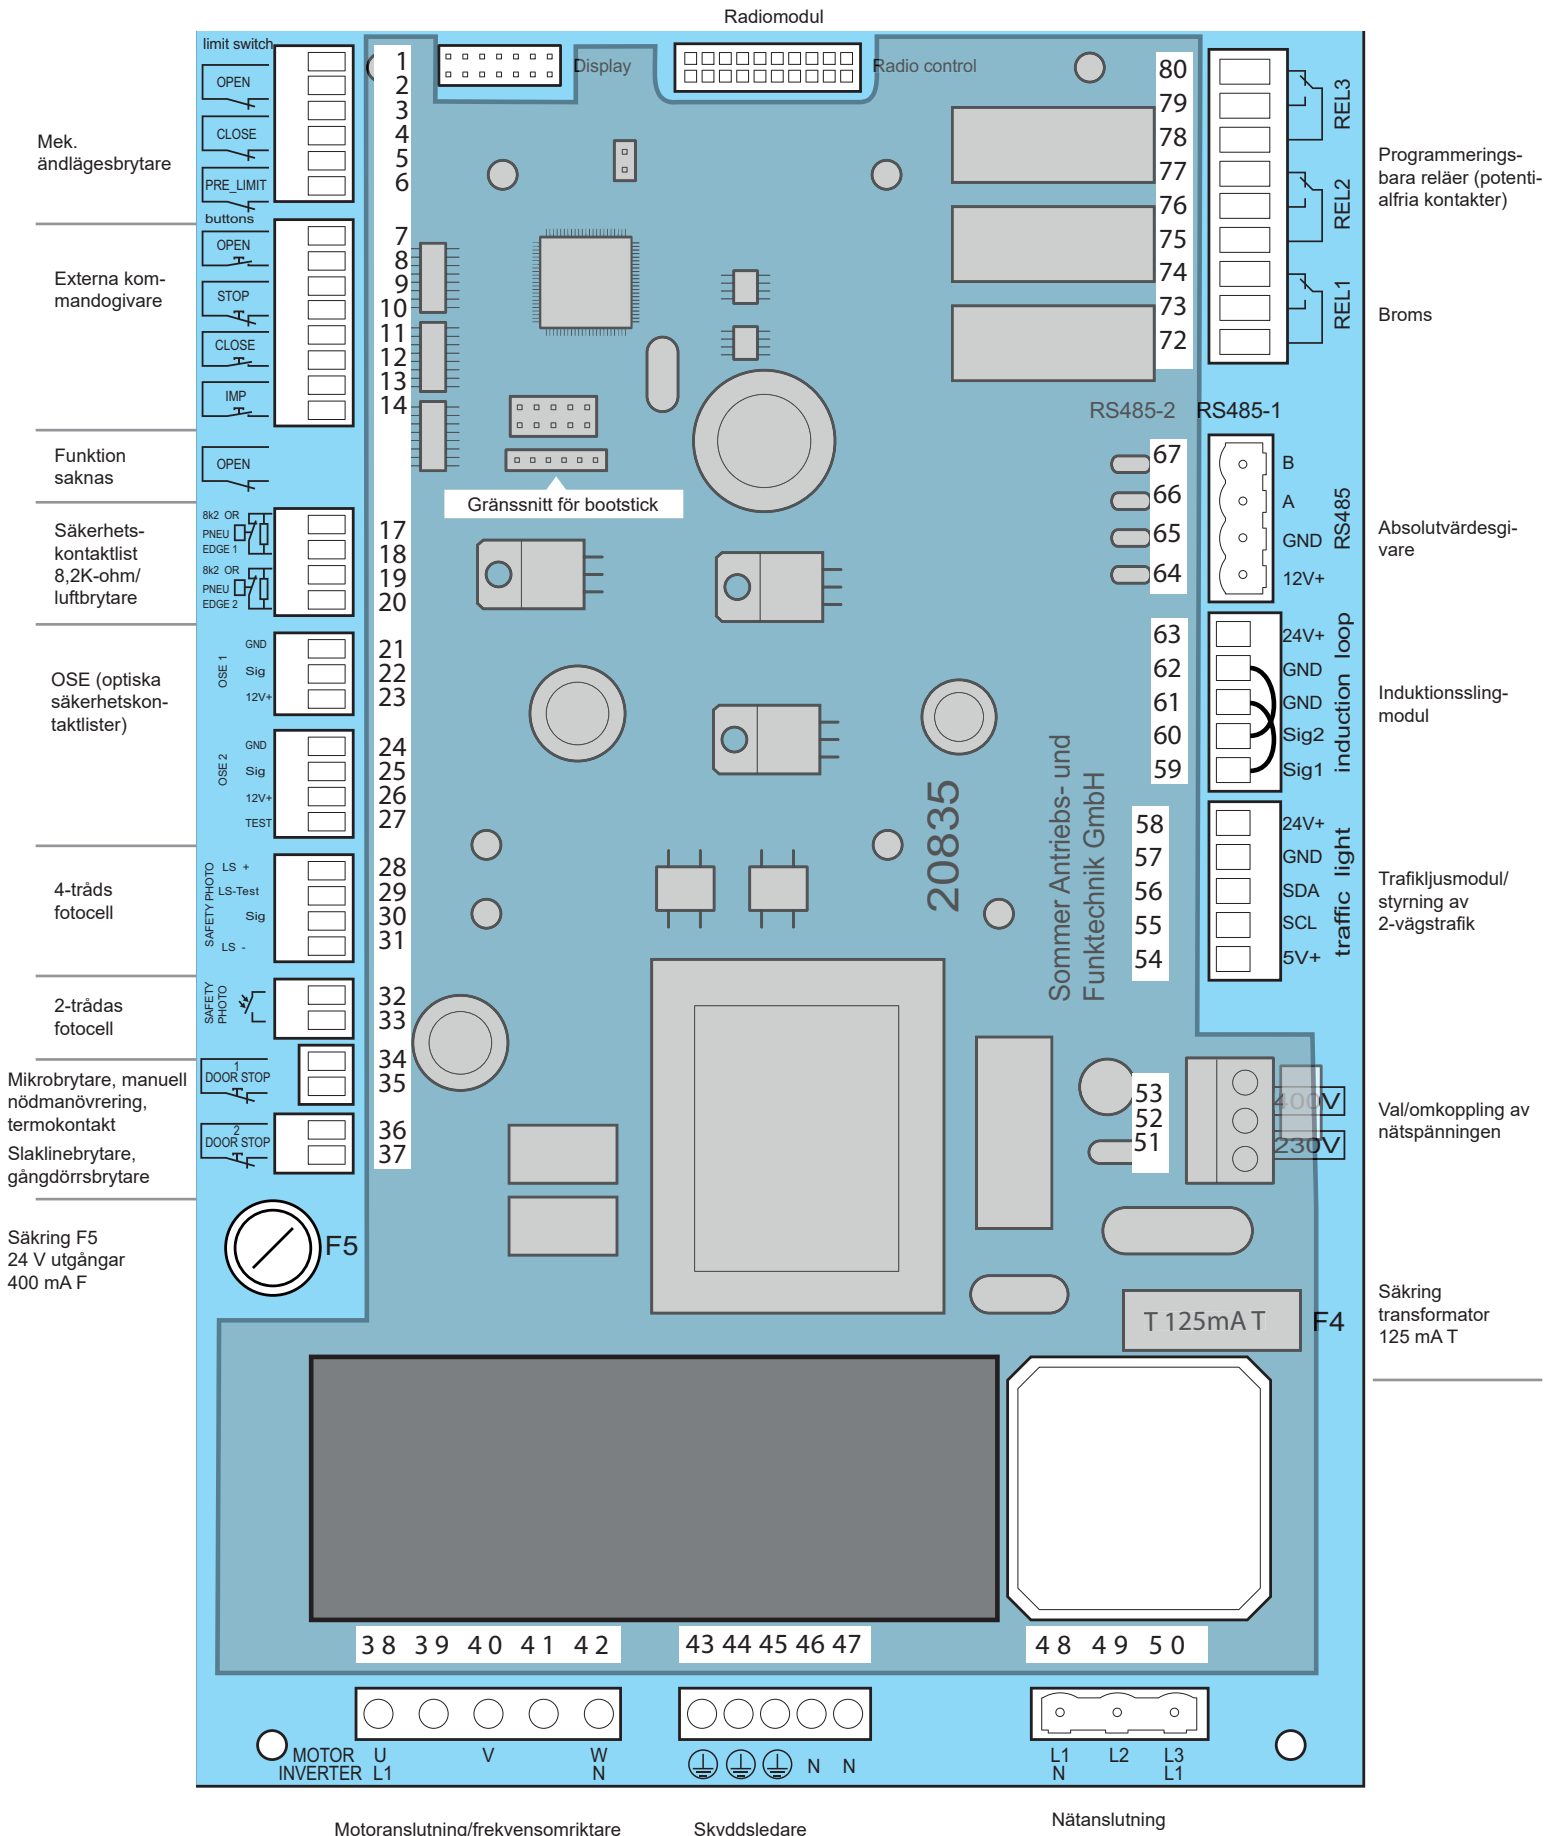 Radiomodul
limit switch
OPEN
CLOSE
PRE_LIMIT
Mek.
ändlägesbrytare
buttons
OPEN
STOP
CLOSE
IMP
Externa kom-
mandogivare
OPEN
Funktion
saknas
8k2 OR
PNEU
EDGE 1
8k2 OR
PNEU
EDGE 2
Säkerhets-
kontaktlist
8,2K-ohm/
luftbrytare
OSE 1
GND
Sig
12V+
OSE 2
GND
Sig
12V+
TEST
OSE (optiska
säkerhetskon-
taktlister)
SAFETY PHOTO
LS +
LS-Test
Sig
LS -
4-tråds
fotocell
SAFETY
PHOTO
2-trådas
fotocell
1
DOOR STOP
Mikrobrytare, manuell
nödmanövrering,
termokontakt
2
DOOR STOP
Slaklinebrytare,
gångdörrsbrytare
F5
Säkring F5
24 V utgångar
400 mA F
1
2
3
4
5
6
7
8
9
10
11
12
13
14
17
18
19
20
21
22
23
24
25
26
27
28
29
30
31
32
33
34
35
36
37
Display
Radio control
Gränssnitt för bootstick
20835
Sommer Antriebs- und
Funktechnik GmbH
80
79
78
77
76
75
74
73
72
REL3
REL2
REL1
Programmerings-
bara reläer (potenti-
alfria kontakter)
Broms
RS485-2 RS485-1
67
66
65
64
B
A
GND
12V+
RS485
Absolutvärdesgi-
vare
63
62
61
60
59
24V+
GND
GND
Sig2
Sig1
induction loop
Induktionssling-
modul
58
57
56
55
54
24V+
GND
SDA
SCL
5V+
traffic light
Trafikljusmodul/
styrning av
2-vägstrafik
53
52
51
400V
230V
Val/omkoppling av
nätspänningen
T 125mA T
F4
Säkring
transformator
125 mA T
38 39 40 41 42
43 44 45 46 47
48 49 50
MOTOR U V W
INVERTER L1 N
N N
L1 L2 L3
N L1
Motoranslutning/frekvensomriktare
Skyddsledare
Nätanslutning